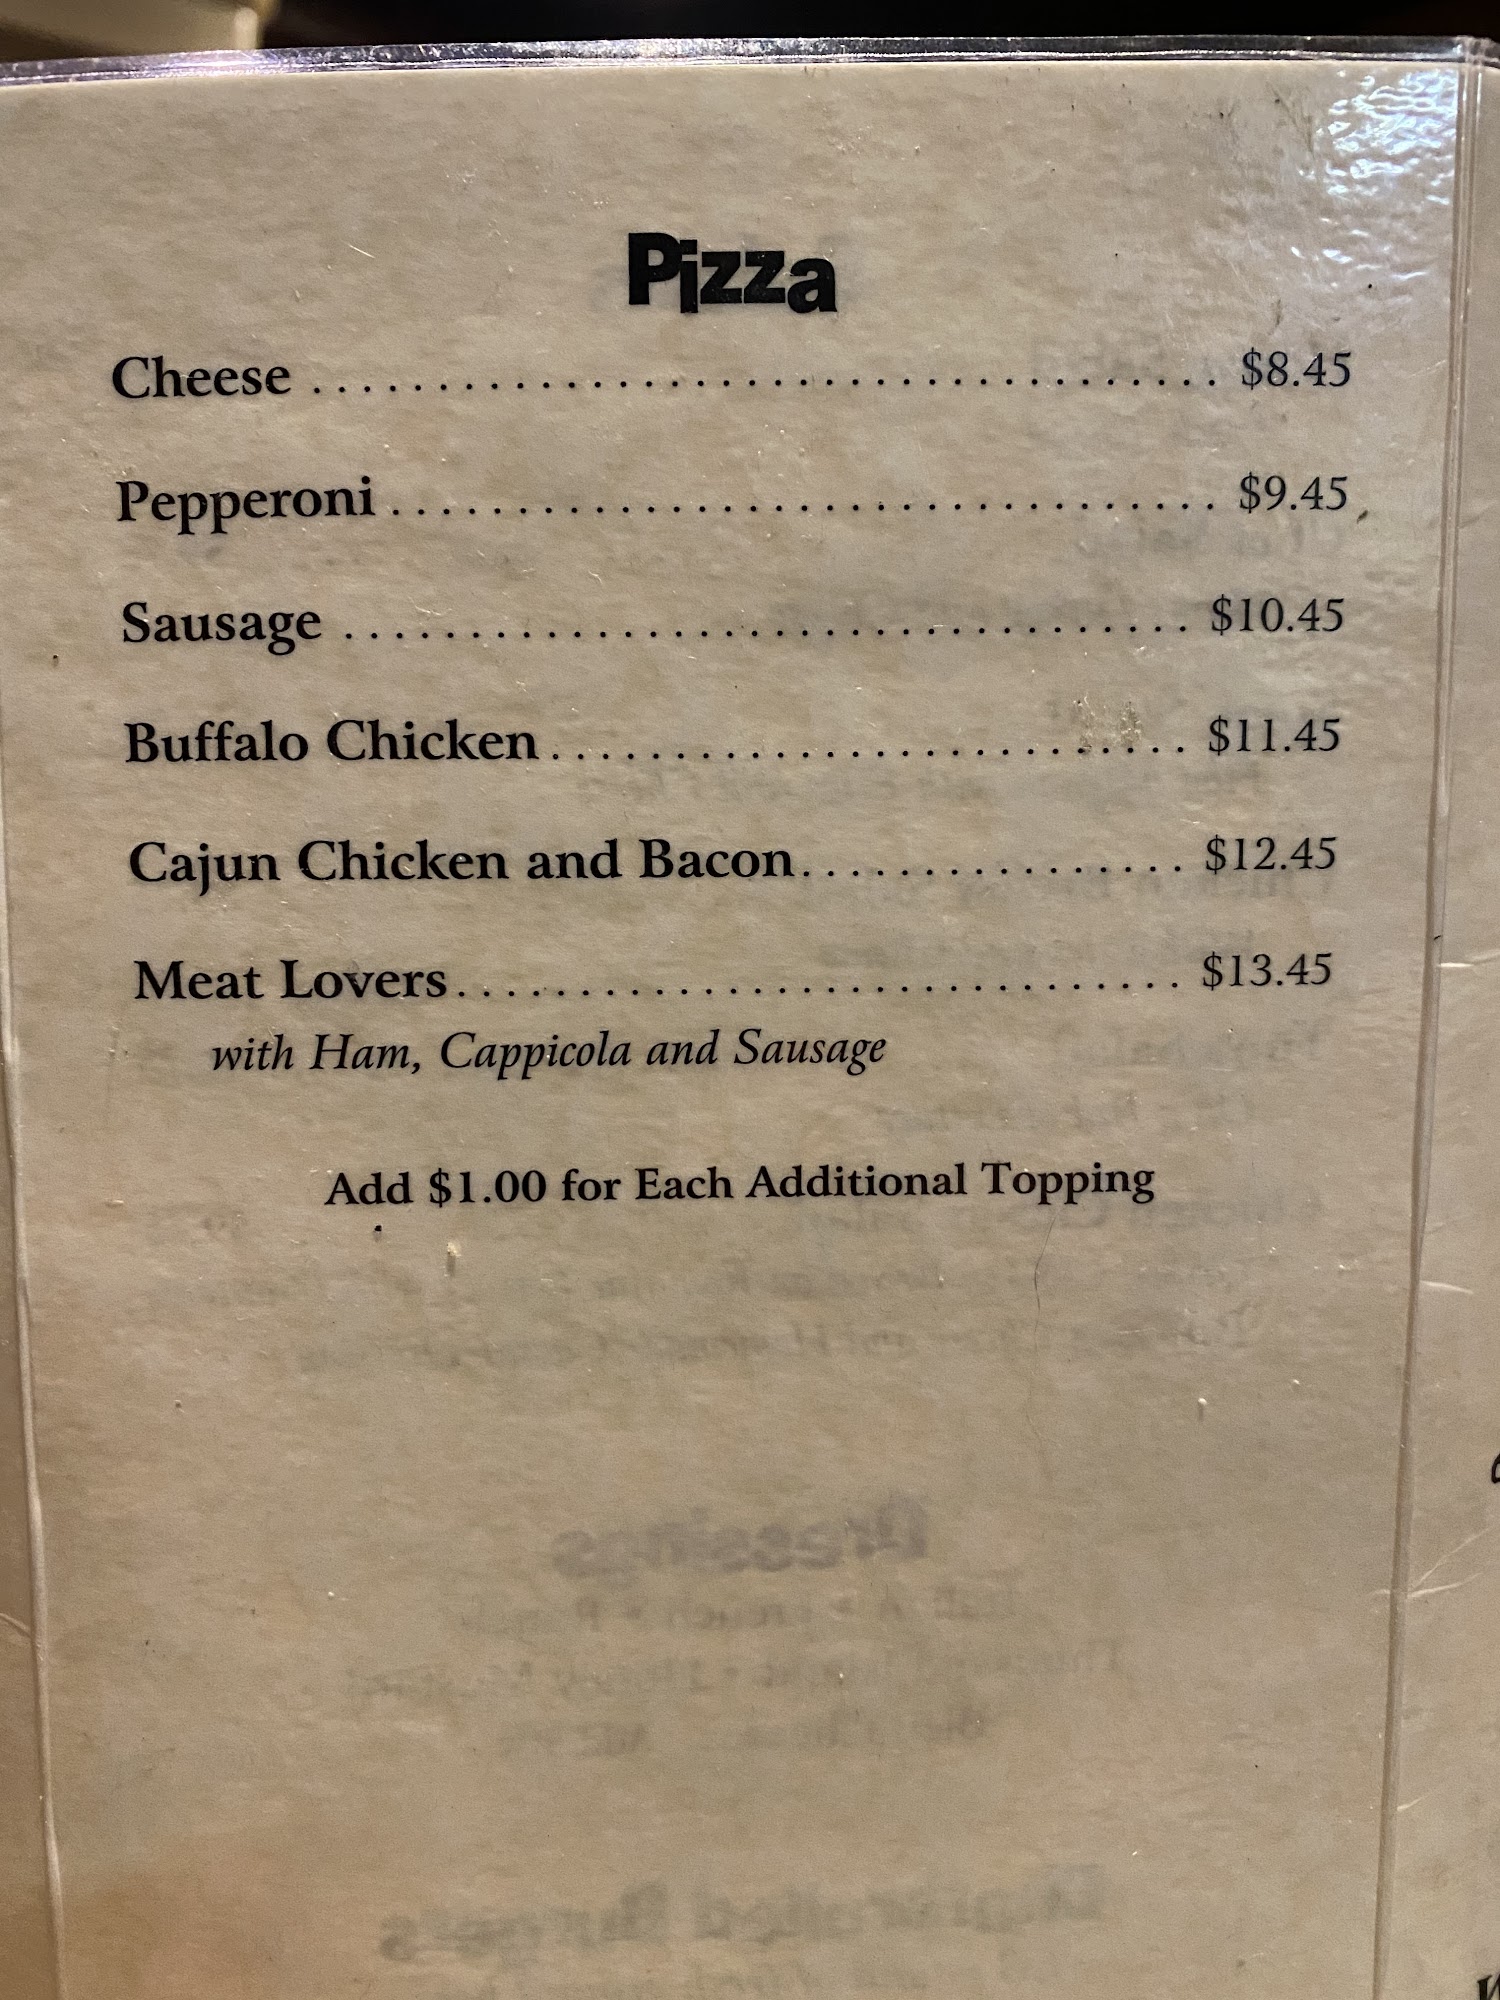 Pizza
Cheese .................................... $8.45
Pepperoni ................................. $9.45
Sausage .................................. $10.45
Buffalo Chicken .......................... $11.45
Cajun Chicken and Bacon ................ $12.45
Meat Lovers .............................. $13.45
with Ham, Cappicola and Sausage
Add $1.00 for Each Additional Topping
Dressings